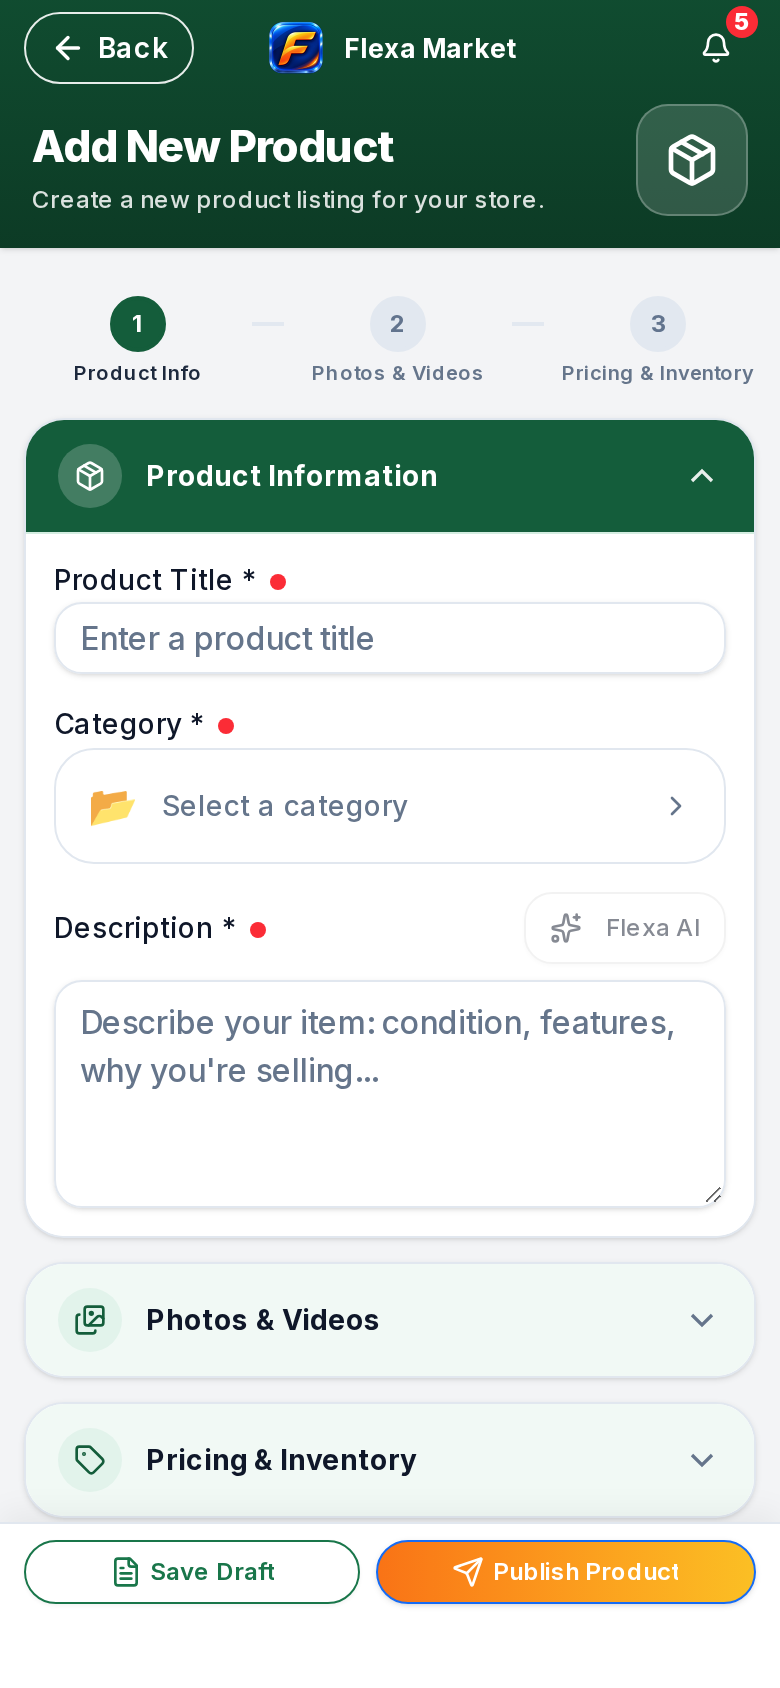 Back
Flexa Market
5
Add New Product
Create a new product listing for your store.
1
2
3
Product Info
Photos & Videos
Pricing & Inventory
Product Information
Product Title *
Enter a product title
Category *
Select a category
Description *
Flexa AI
Describe your item: condition, features,
why you're selling...
Photos & Videos
Pricing & Inventory
Save Draft
Publish Product